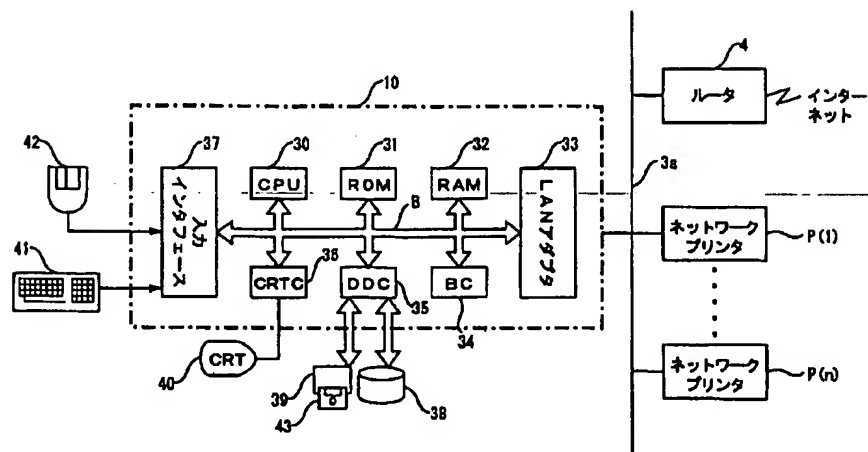 10
4
ルータ
インター
ネット
42
37
30
31
32
33
3a
入力
インタフェース
CPU
ROM
RAM
LANアダプタ
B
41
CRTC
36
DDC
35
BC
34
ネットワーク
プリンタ
P(1)
CRT
40
39
43
38
ネットワーク
プリンタ
P(n)